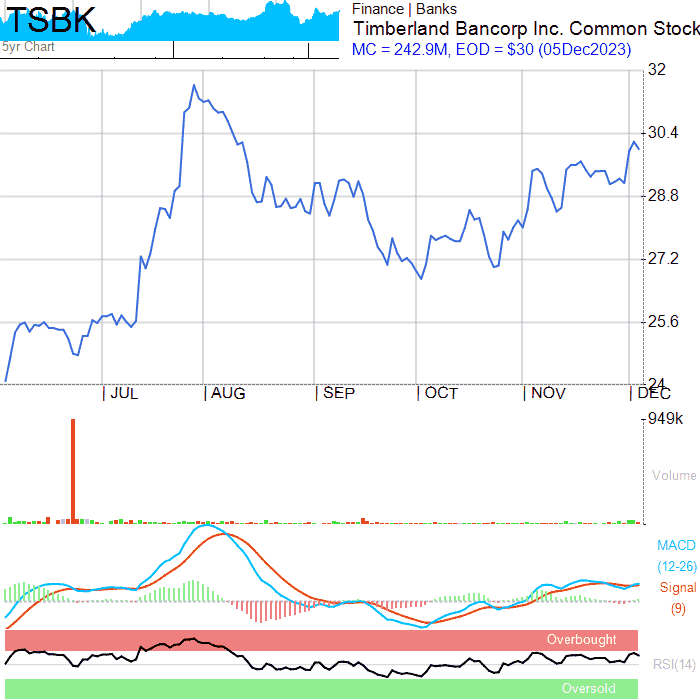 TSBK
5yr Chart
Finance | Banks
Timberland Bancorp Inc. Common Stock
MC = 242.9M, EOD = $30 (05Dec2023)
32
30.4
28.8
27.2
25.6
24
| JUL | AUG | SEP | OCT | NOV | DEC
949k
Volume
MACD
(12-26)
Signal
(9)
Overbought
RSI(14)
Oversold